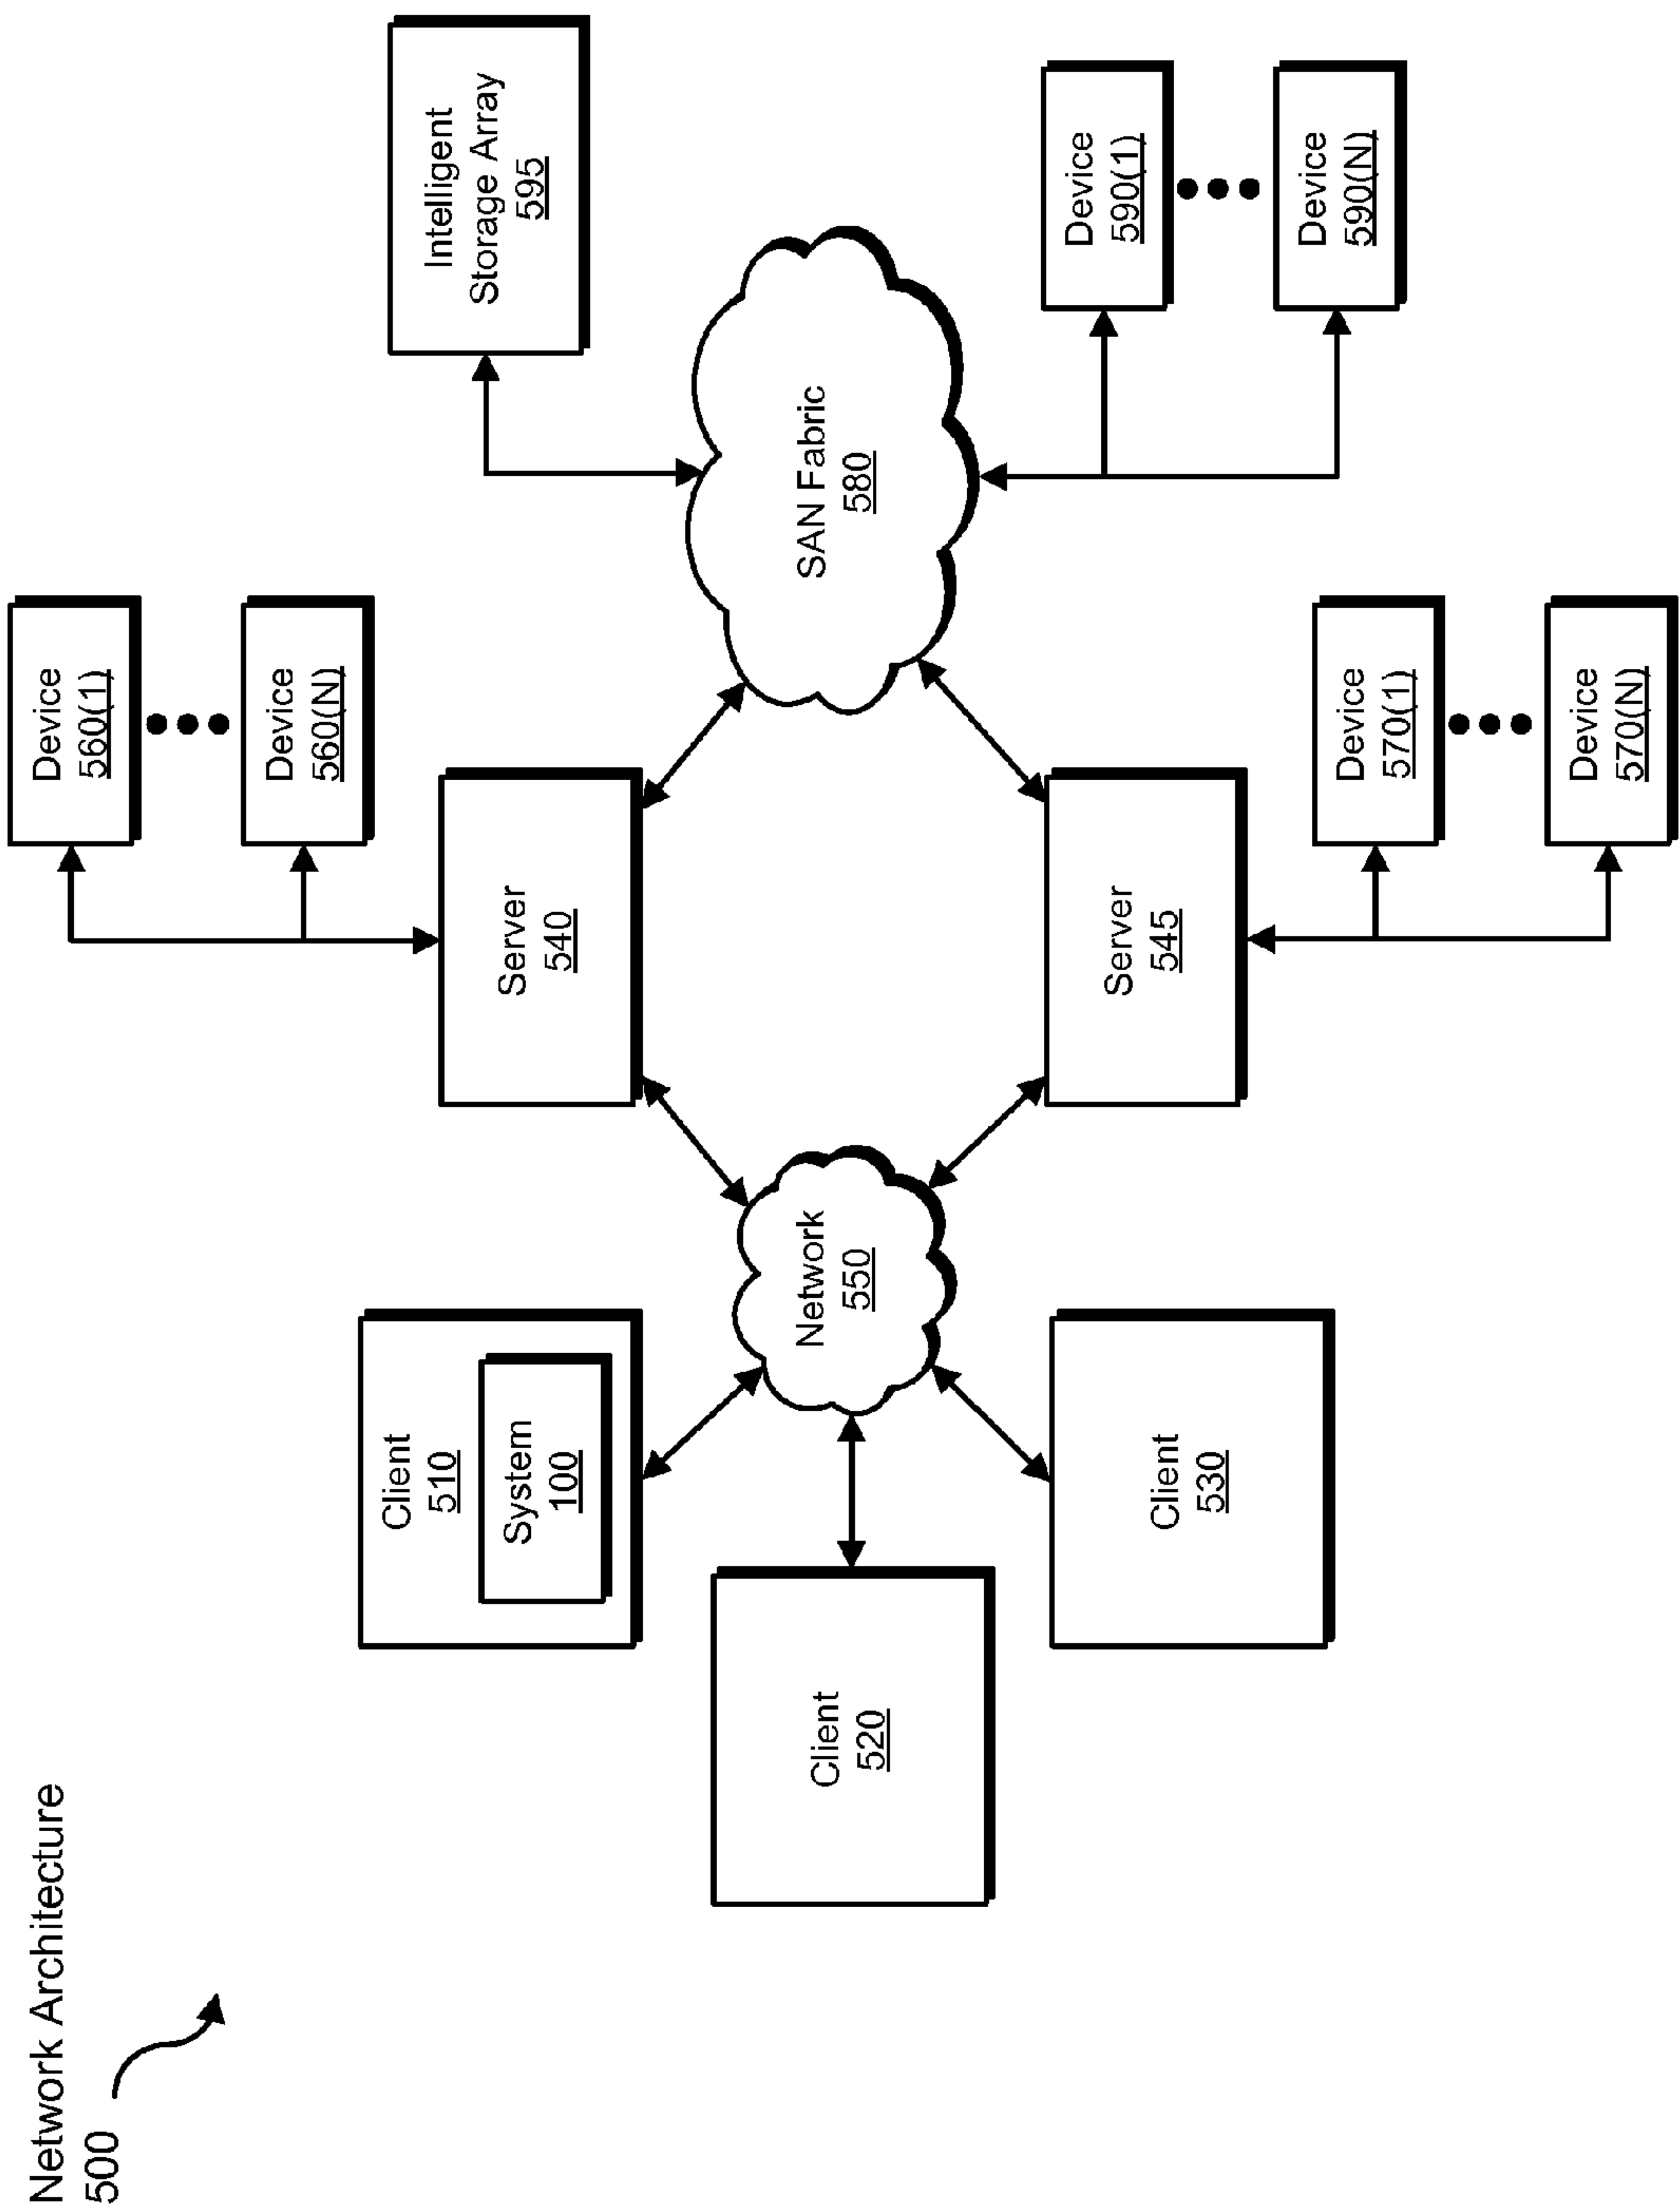 Network Architecture
500
Client
510
System
100
Client
520
Client
530
Network
550
Device
560(1)
Device
560(N)
Server
540
Server
545
Device
570(1)
Device
570(N)
SAN Fabric
580
Intelligent
Storage Array
595
Device
590(1)
Device
590(N)